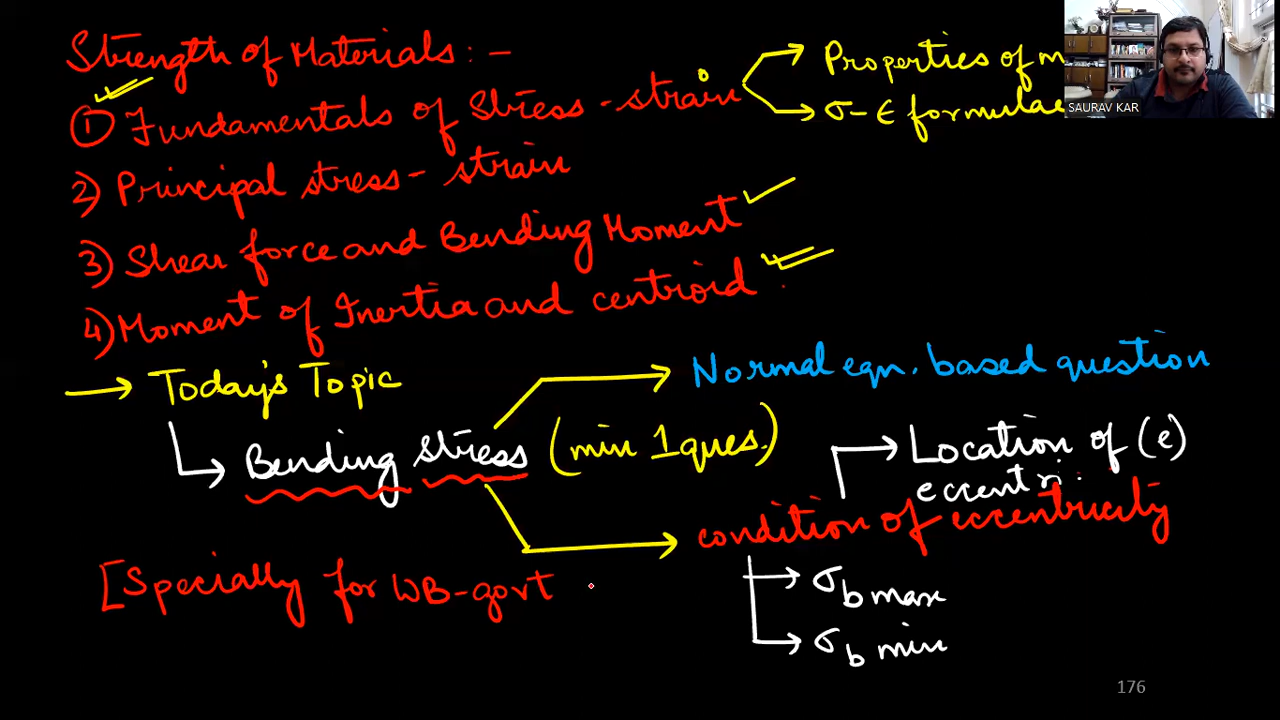 Strength of Materials :-
① Fundamentals of Stress-strain
Properties of m
σ-ϵ formulae
SAURAV KAR
2) Principal stress-strain
3) Shear force and Bending Moment
4) Moment of Inertia and centroid.
→ Today's Topic
Normal eqn. based question
Bending stress (min 1 ques.)
Location of (e)
eccentri
condition of eccentricity
[Specially for WB-govt
σb max
σb min
176